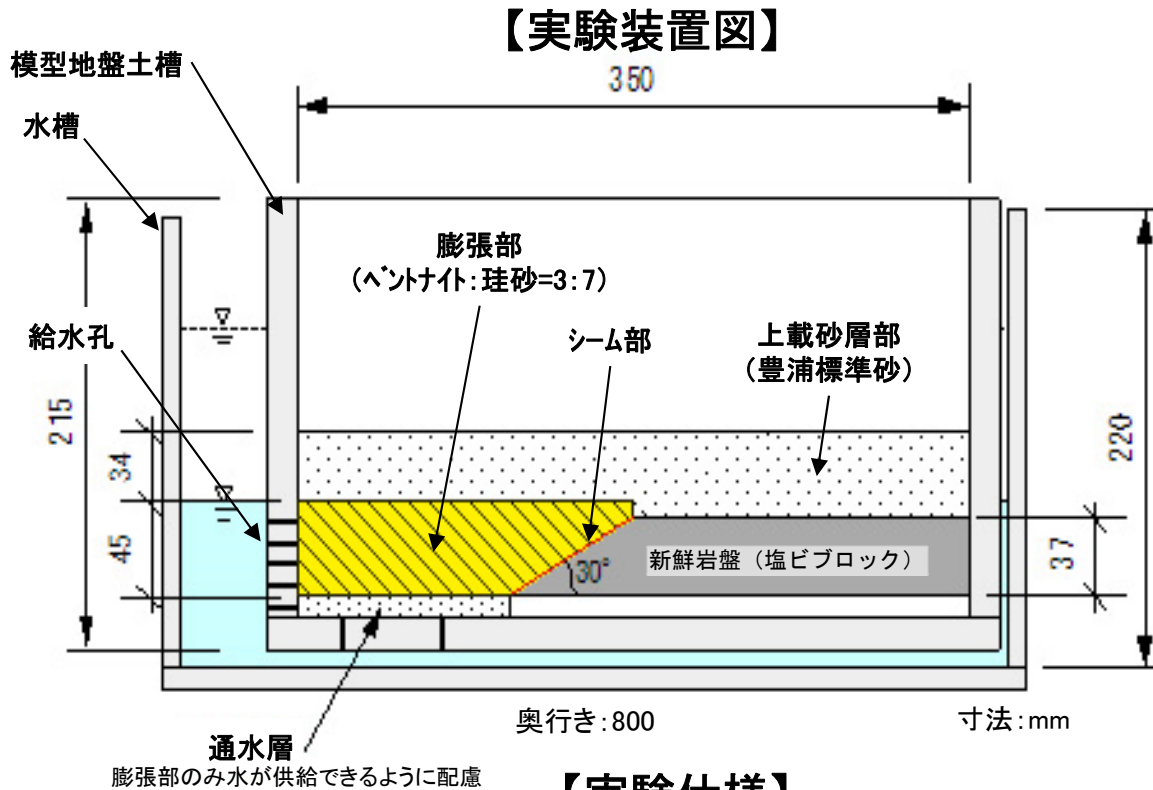 【実験装置図】
模型地盤土槽
350
水槽
膨張部
(ベントナイト:珪砂=3:7)
シーム部
上載砂層部
(豊浦標準砂)
給水孔
215
34
45
220
37
30°
新鮮岩盤(塩ビブロック)
奥行き:800
寸法:mm
通水層
膨張部のみ水が供給できるように配慮
【実験仕様】